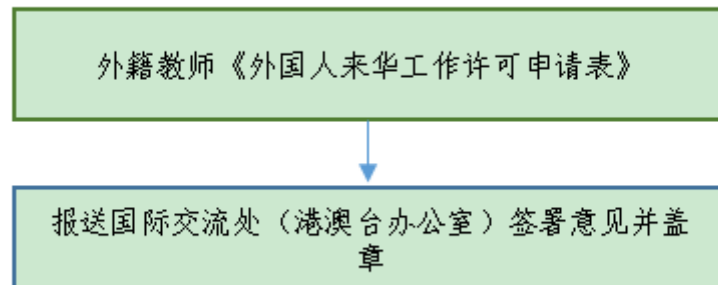 外籍教师《外国人来华工作许可申请表》
报送国际交流处（港澳台办公室）签署意见并盖
章